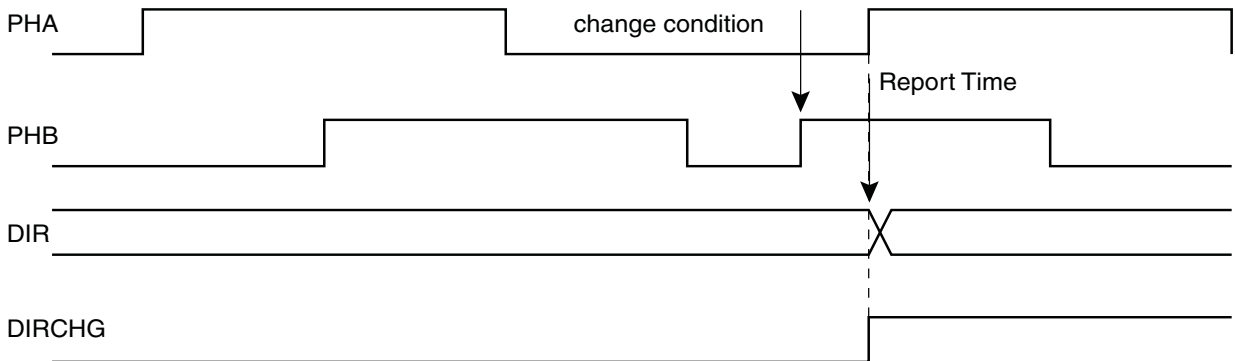 PHA
change condition
Report Time
PHB
DIR
DIRCHG